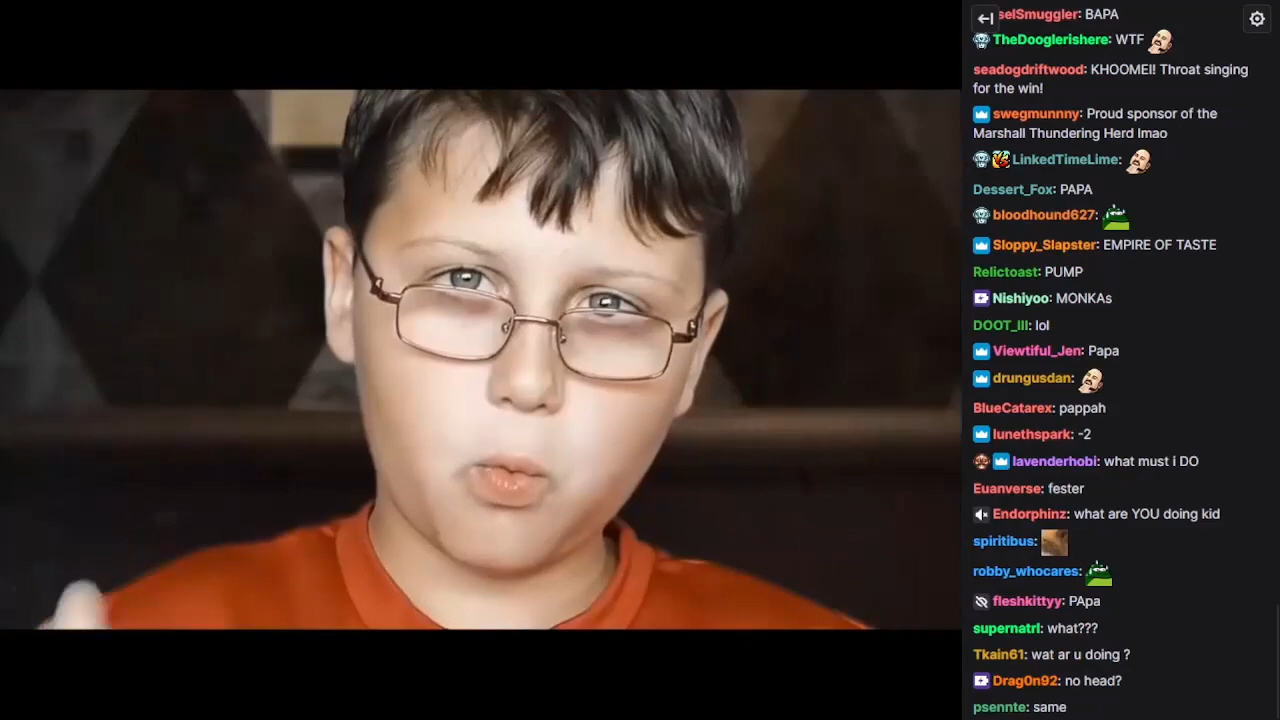 selSmuggler: BAPA
TheDooglerishere: WTF
seadogdriftwood: KHOOMEI! Throat singing
for the win!
swegmunnny: Proud sponsor of the
Marshall Thundering Herd lmao
LinkedTimeLime:
Dessert_Fox: PAPA
bloodhound627:
Sloppy_Slapster: EMPIRE OF TASTE
Relictoast: PUMP
Nishiyoo: MONKAs
DOOT_III: lol
Viewtiful_Jen: Papa
drungusdan:
BlueCatarex: pappah
lunethspark: -2
lavenderhobi: what must i DO
Euanverse: fester
Endorphinz: what are YOU doing kid
spiritibus:
robby_whocares:
fleshkittyy: PApa
supernatrl: what???
Tkain61: wat ar u doing ?
Drag0n92: no head?
psennte: same